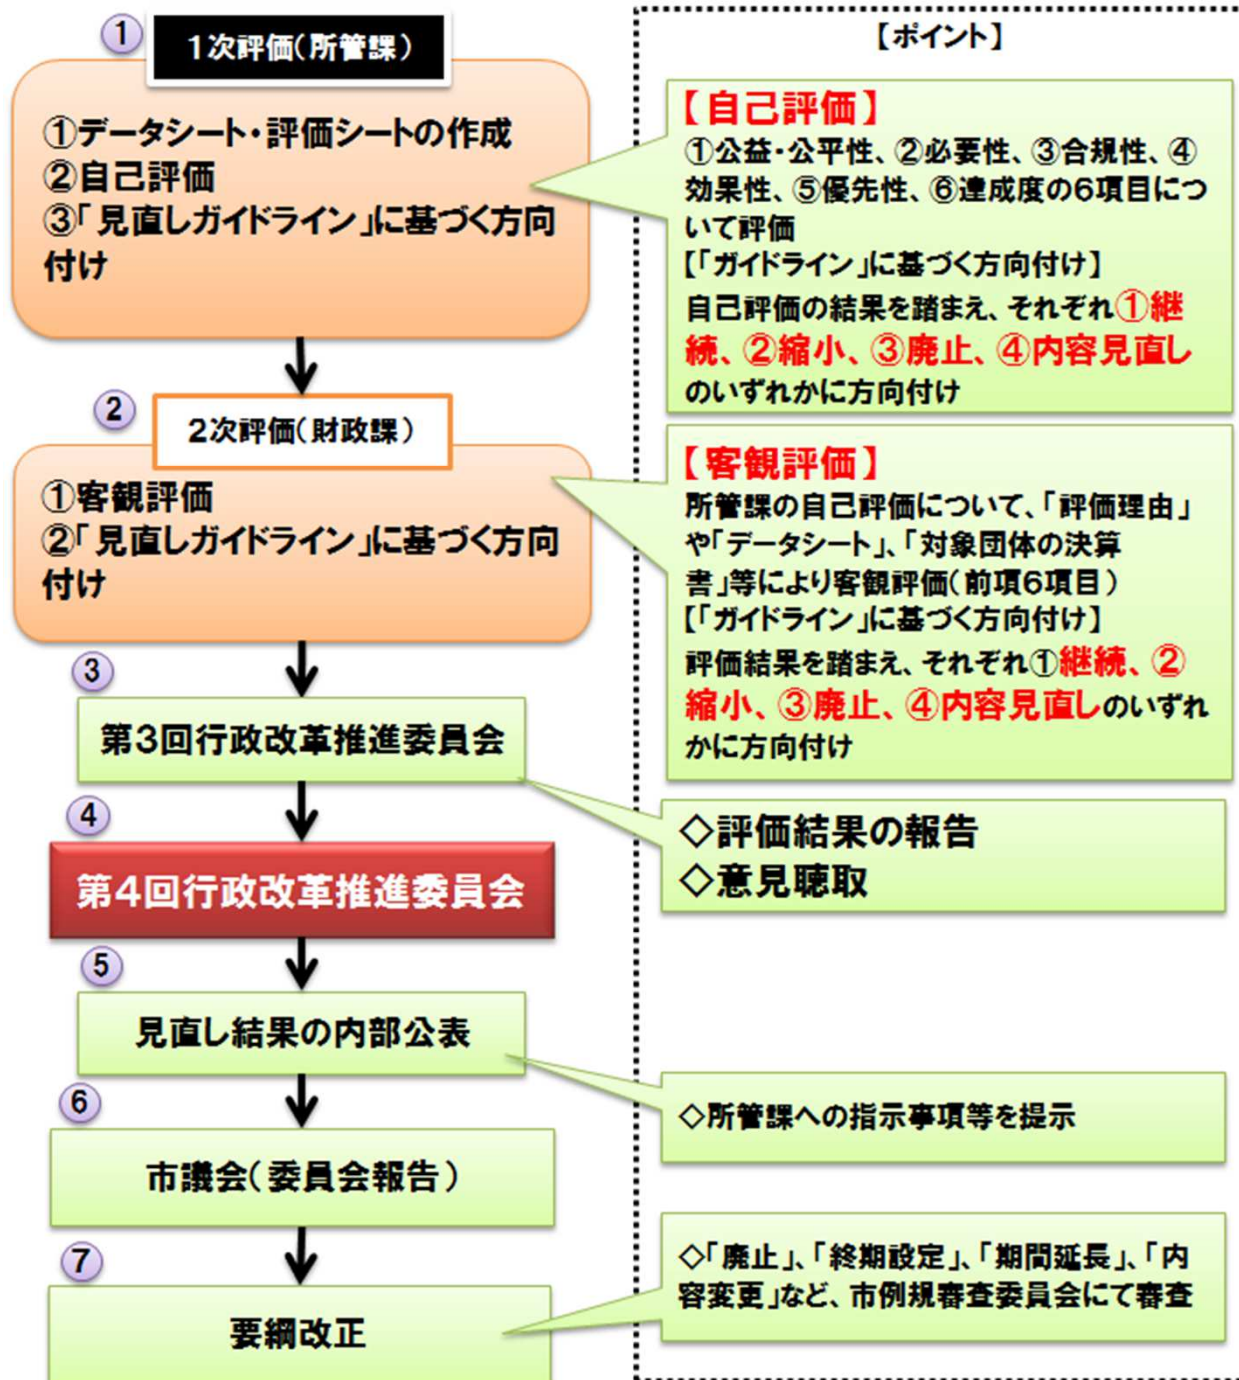 ①
1次評価(所管課)
①データシート・評価シートの作成
②自己評価
③「見直しガイドライン」に基づく方向
付け
②
2次評価(財政課)
①客観評価
②「見直しガイドライン」に基づく方向
付け
③
第3回行政改革推進委員会
④
第4回行政改革推進委員会
⑤
見直し結果の内部公表
⑥
市議会(委員会報告)
⑦
要綱改正
【ポイント】
【自己評価】
①公益・公平性、②必要性、③合規性、④
効果性、⑤優先性、⑥達成度の6項目につ
いて評価
【「ガイドライン」に基づく方向付け】
自己評価の結果を踏まえ、それぞれ①継
続、②縮小、③廃止、④内容見直し
のいずれかに方向付け
【客観評価】
所管課の自己評価について、「評価理由」
や「データシート」、「対象団体の決算
書」等により客観評価(前項6項目)
【「ガイドライン」に基づく方向付け】
評価結果を踏まえ、それぞれ①継続、②
縮小、③廃止、④内容見直しのいずれ
かに方向付け
◇評価結果の報告
◇意見聴取
◇所管課への指示事項等を提示
◇「廃止」、「終期設定」、「期間延長」、「内
容変更」など、市例規審査委員会にて審査